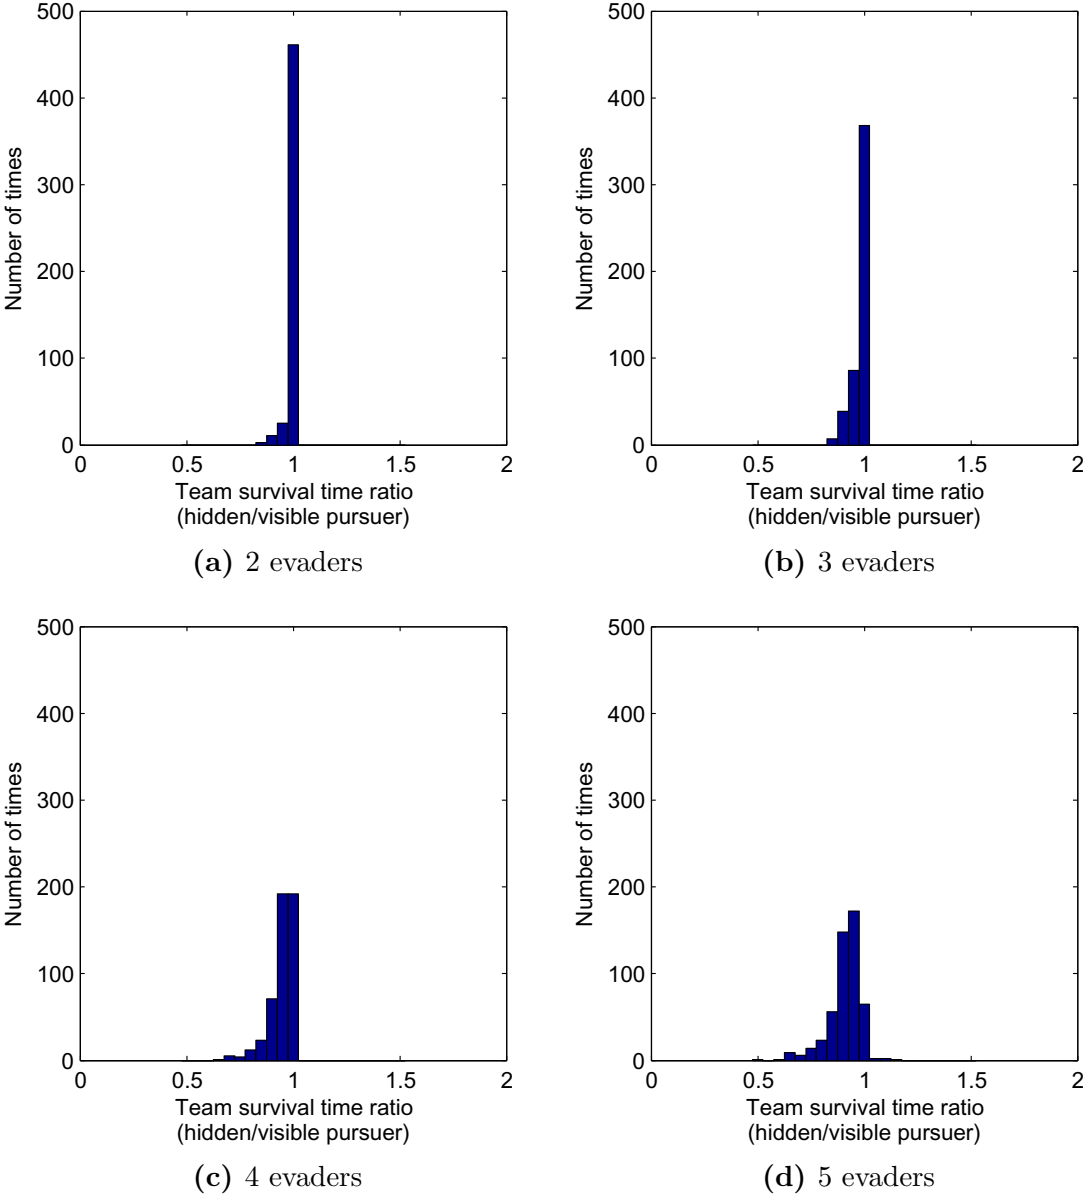 500
400
300
200
100
0
Number of times
0 0.5 1 1.5 2
Team survival time ratio
(hidden/visible pursuer)
(a) 2 evaders
500
400
300
200
100
0
Number of times
0 0.5 1 1.5 2
Team survival time ratio
(hidden/visible pursuer)
(b) 3 evaders
500
400
300
200
100
0
Number of times
0 0.5 1 1.5 2
Team survival time ratio
(hidden/visible pursuer)
(c) 4 evaders
500
400
300
200
100
0
Number of times
0 0.5 1 1.5 2
Team survival time ratio
(hidden/visible pursuer)
(d) 5 evaders